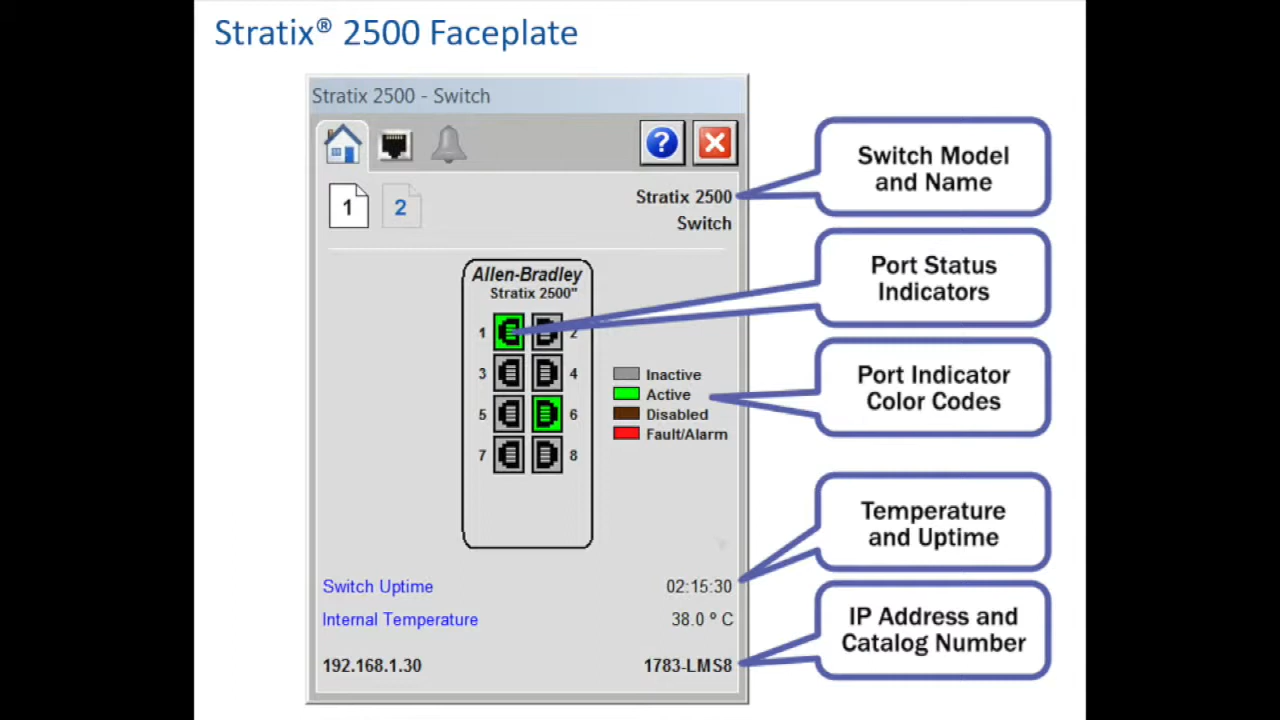 Stratix® 2500 Faceplate
Stratix 2500 - Switch
?
1
2
Stratix 2500
Switch
Allen-Bradley
Stratix 2500"
1
2
3
4
5
6
7
8
Inactive
Active
Disabled
Fault/Alarm
Switch Uptime
02:15:30
Internal Temperature
38.0 º C
192.168.1.30
1783-LMS8
Switch Model
and Name
Port Status
Indicators
Port Indicator
Color Codes
Temperature
and Uptime
IP Address and
Catalog Number